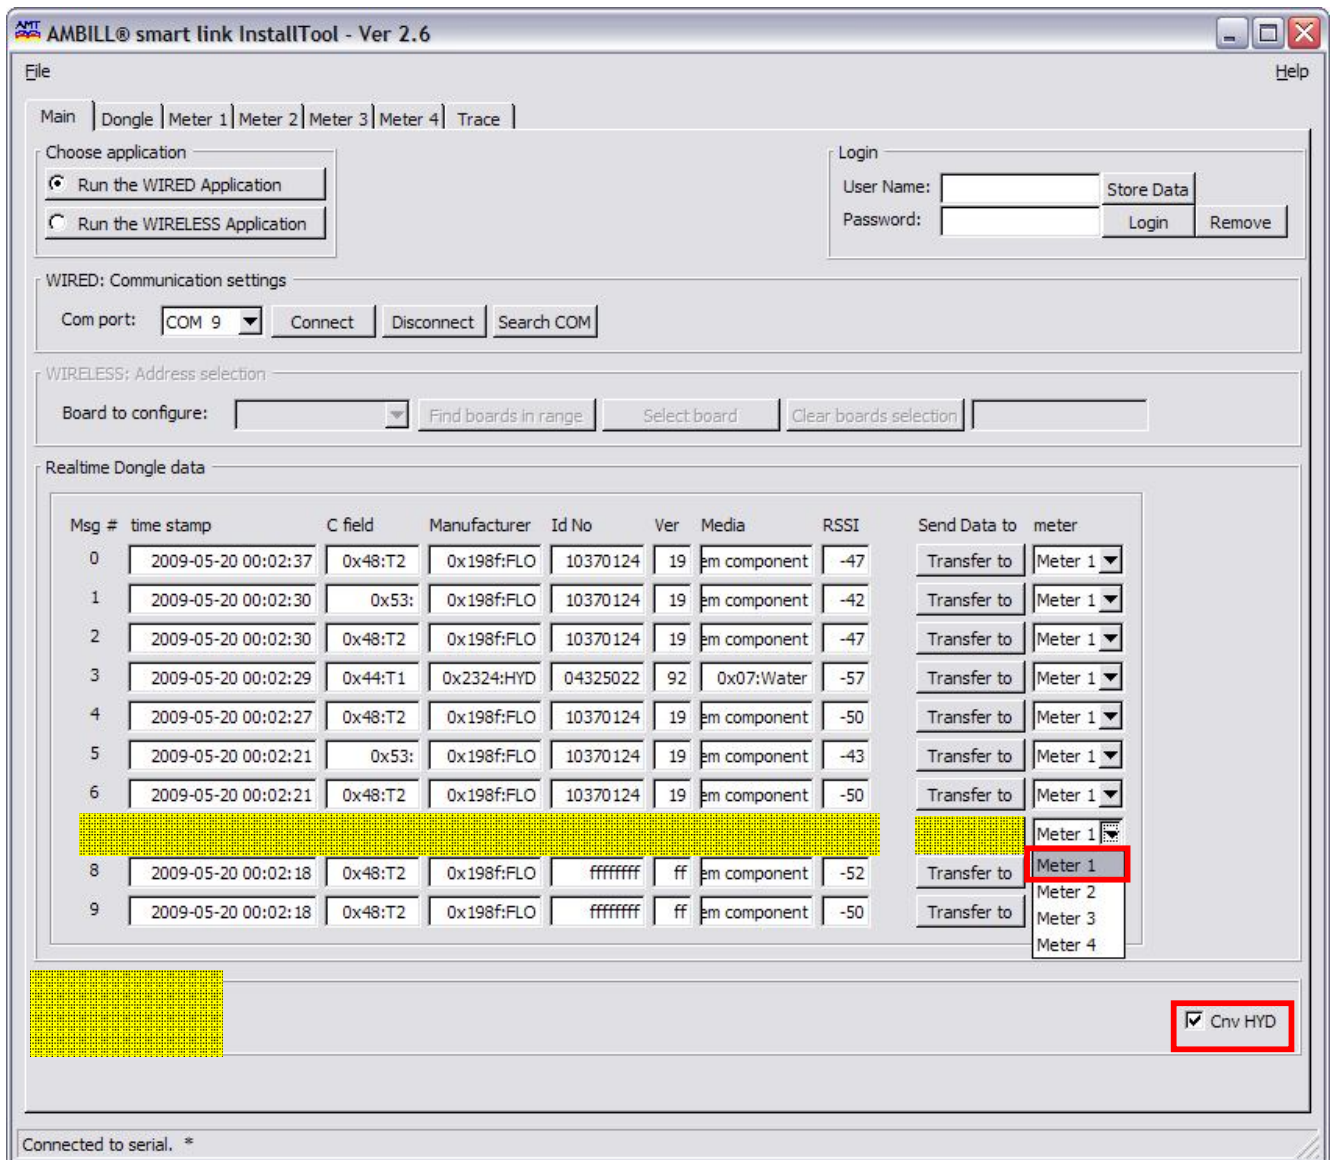 AMT AMBILL® smart link InstallTool - Ver 2.6
File Help
Main Dongle Meter 1 Meter 2 Meter 3 Meter 4 Trace
Choose application
Run the WIRED Application
Run the WIRELESS Application
Login
User Name: Store Data
Password: Login Remove
WIRED: Communication settings
Com port: COM 9 Connect Disconnect Search COM
WIRELESS: Address selection
Board to configure: Find boards in range Select board Clear boards selection
Realtime Dongle data
Msg # time stamp C field Manufacturer Id No Ver Media RSSI Send Data to meter
0 2009-05-20 00:02:37 0x48:T2 0x198f:FLO 10370124 19 em component -47 Transfer to Meter 1
1 2009-05-20 00:02:30 0x53: 0x198f:FLO 10370124 19 em component -42 Transfer to Meter 1
2 2009-05-20 00:02:30 0x48:T2 0x198f:FLO 10370124 19 em component -47 Transfer to Meter 1
3 2009-05-20 00:02:29 0x44:T1 0x2324:HYD 04325022 92 0x07:Water -57 Transfer to Meter 1
4 2009-05-20 00:02:27 0x48:T2 0x198f:FLO 10370124 19 em component -50 Transfer to Meter 1
5 2009-05-20 00:02:21 0x53: 0x198f:FLO 10370124 19 em component -43 Transfer to Meter 1
6 2009-05-20 00:02:21 0x48:T2 0x198f:FLO 10370124 19 em component -50 Transfer to Meter 1
Meter 1
8 2009-05-20 00:02:18 0x48:T2 0x198f:FLO ffffffff ff em component -52 Transfer to Meter 1
Meter 2
9 2009-05-20 00:02:18 0x48:T2 0x198f:FLO ffffffff ff em component -50 Transfer to Meter 3
Meter 4
Cnv HYD
Connected to serial. *